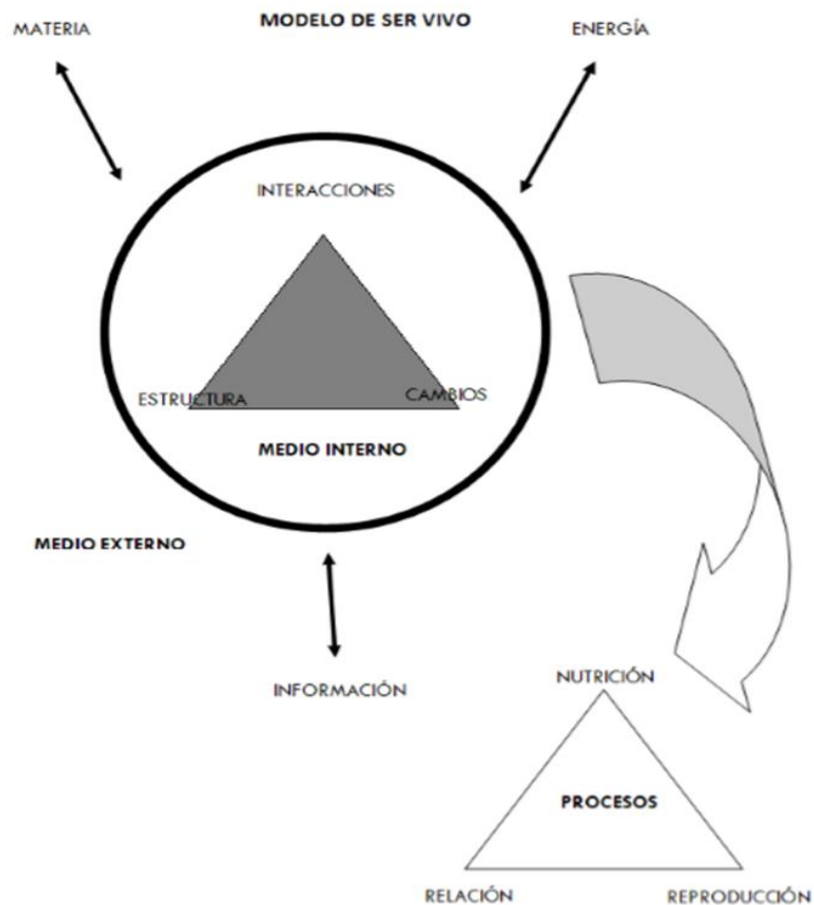 MODELO DE SER VIVO
MATERIA
ENERGÍA
INTERACCIONES
ESTRUCTURA
CAMBIOS
MEDIO INTERNO
MEDIO EXTERNO
INFORMACIÓN
NUTRICIÓN
PROCESOS
RELACIÓN
REPRODUCCIÓN